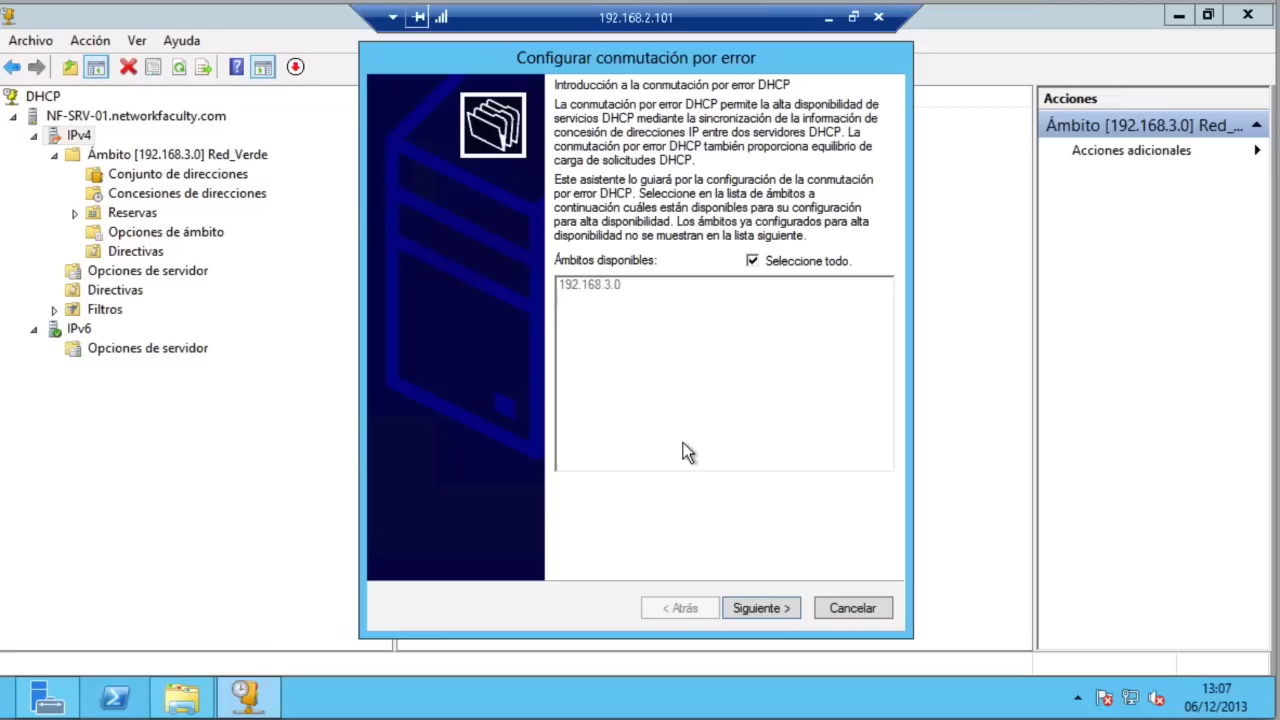 192.168.2.101
Archivo Acción Ver Ayuda
DHCP
NF-SRV-01.networkfaculty.com
IPv4
Ámbito [192.168.3.0] Red_Verde
Conjunto de direcciones
Concesiones de direcciones
Reservas
Opciones de ámbito
Directivas
Opciones de servidor
Directivas
Filtros
IPv6
Opciones de servidor
Configurar conmutación por error
Introducción a la conmutación por error DHCP
La conmutación por error DHCP permite la alta disponibilidad de
servicios DHCP mediante la sincronización de la información de
concesión de direcciones IP entre dos servidores DHCP. La
conmutación por error DHCP también proporciona equilibrio de
carga de solicitudes DHCP.
Este asistente lo guiará por la configuración de la conmutación
por error DHCP. Seleccione en la lista de ámbitos a
continuación cuáles están disponibles para su configuración
para alta disponibilidad. Los ámbitos ya configurados para alta
disponibilidad no se muestran en la lista siguiente.
Ámbitos disponibles:
Seleccione todo.
192.168.3.0
< Atrás
Siguiente >
Cancelar
Acciones
Ámbito [192.168.3.0] Red_...
Acciones adicionales
13:07
06/12/2013